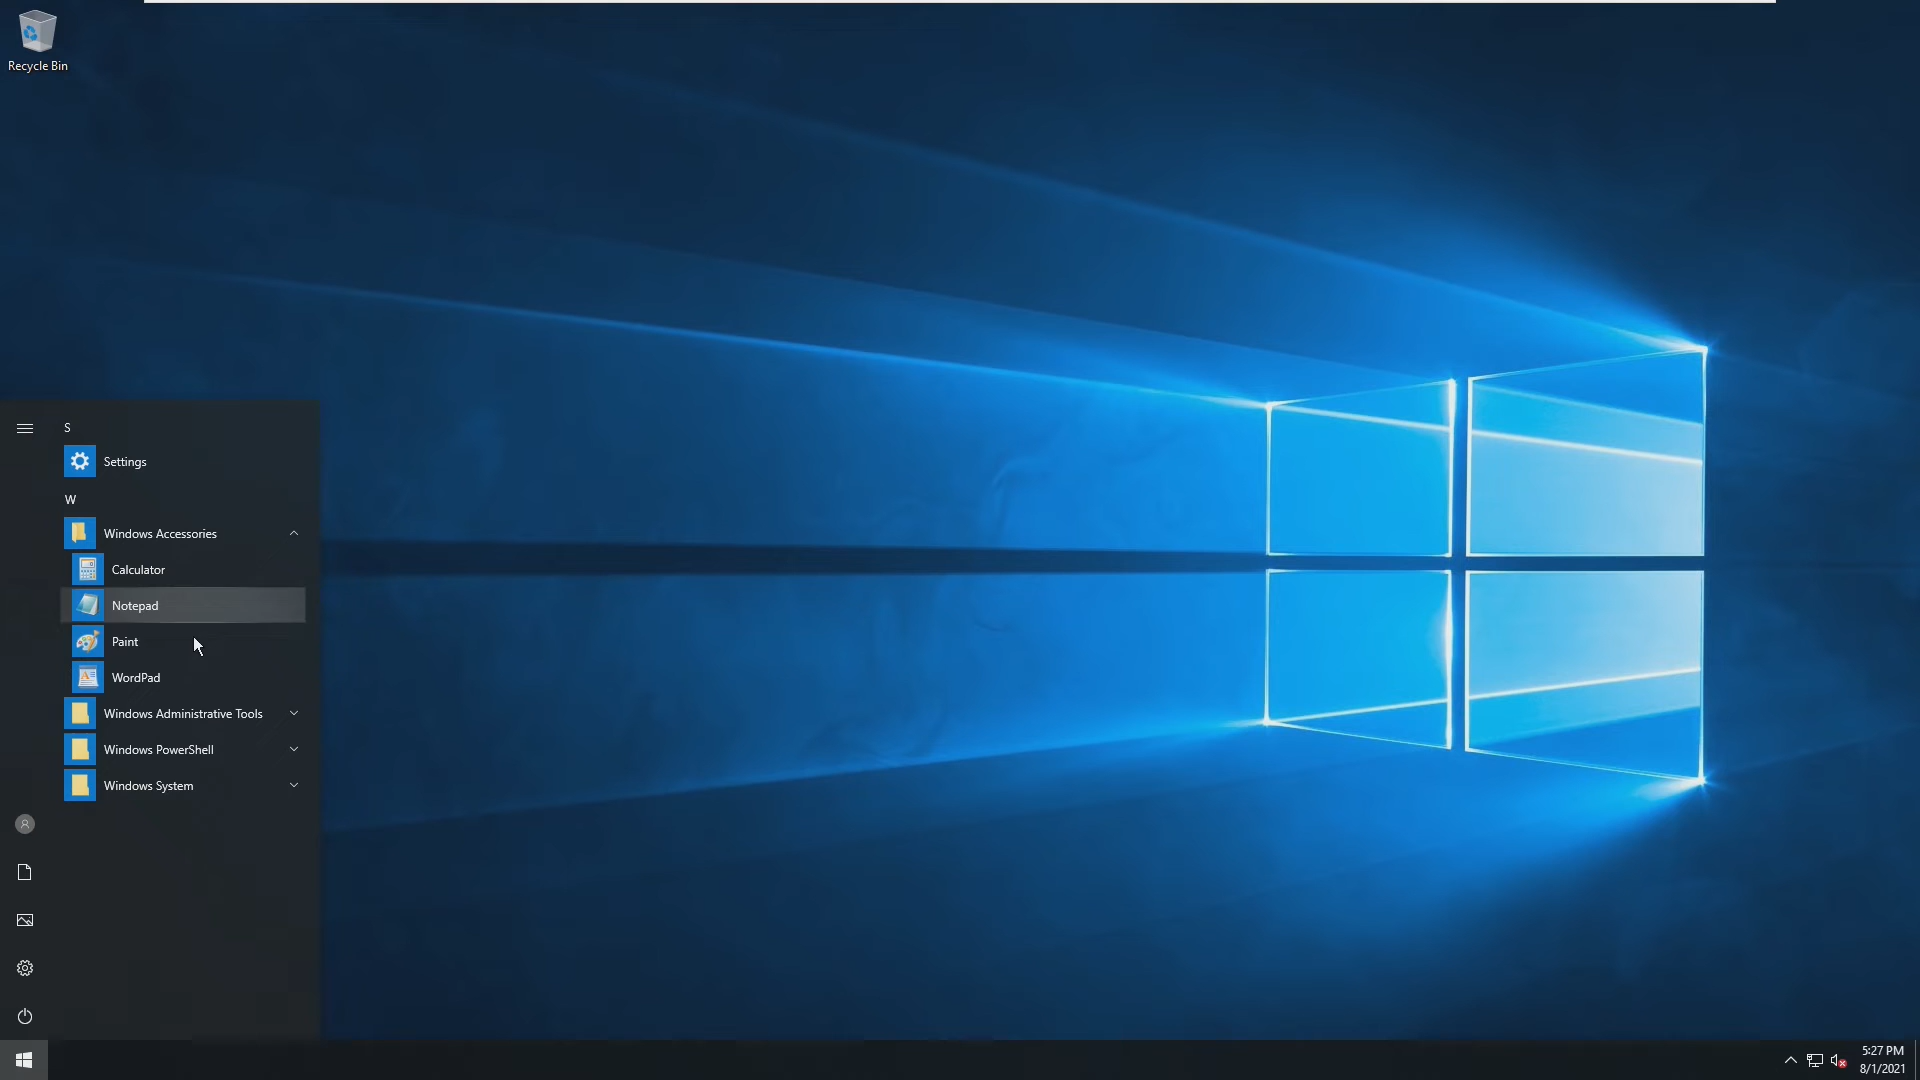 Recycle Bin
S
Settings
W
Windows Accessories
Calculator
Notepad
Paint
WordPad
Windows Administrative Tools
Windows PowerShell
Windows System
5:27 PM
8/1/2021